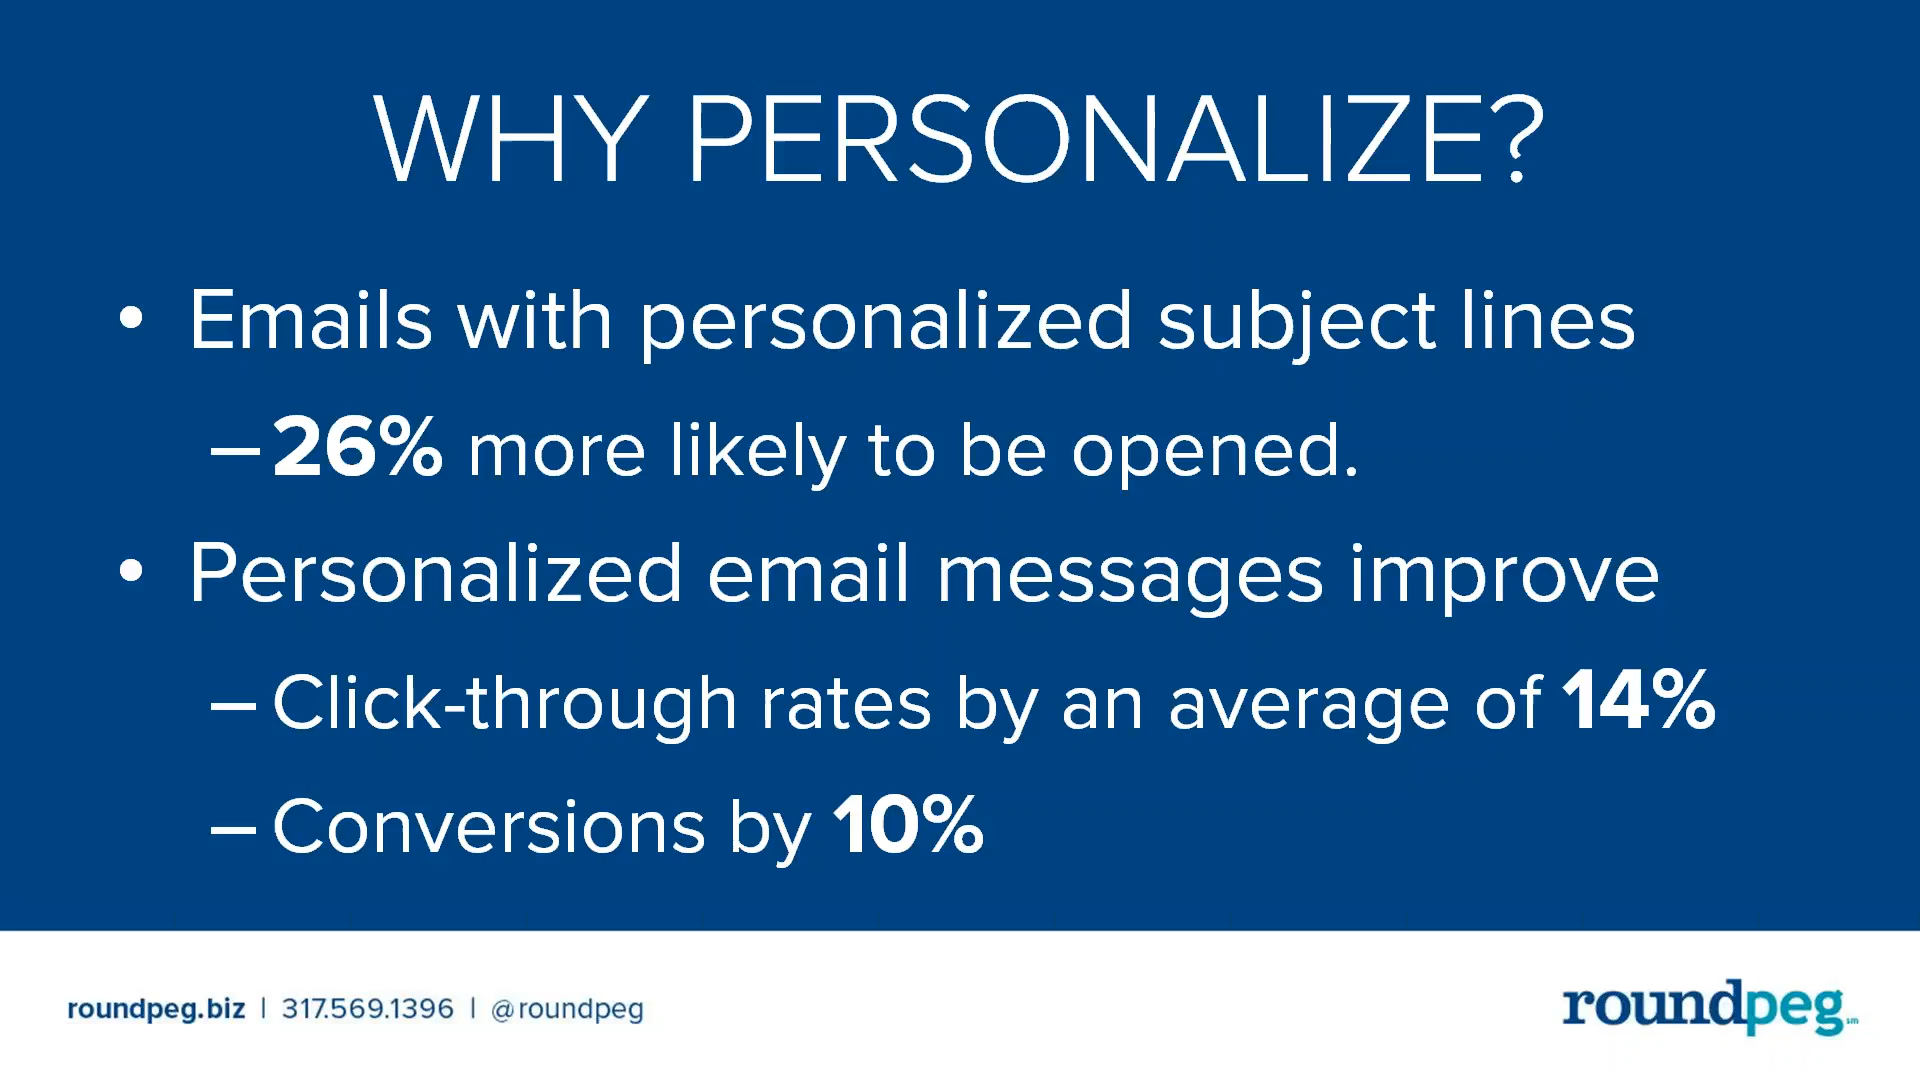 WHY PERSONALIZE?
• Emails with personalized subject lines
– 26% more likely to be opened.
• Personalized email messages improve
– Click-through rates by an average of 14%
– Conversions by 10%
roundpeg.biz | 317.569.1396 | @roundpeg
roundpeg sm